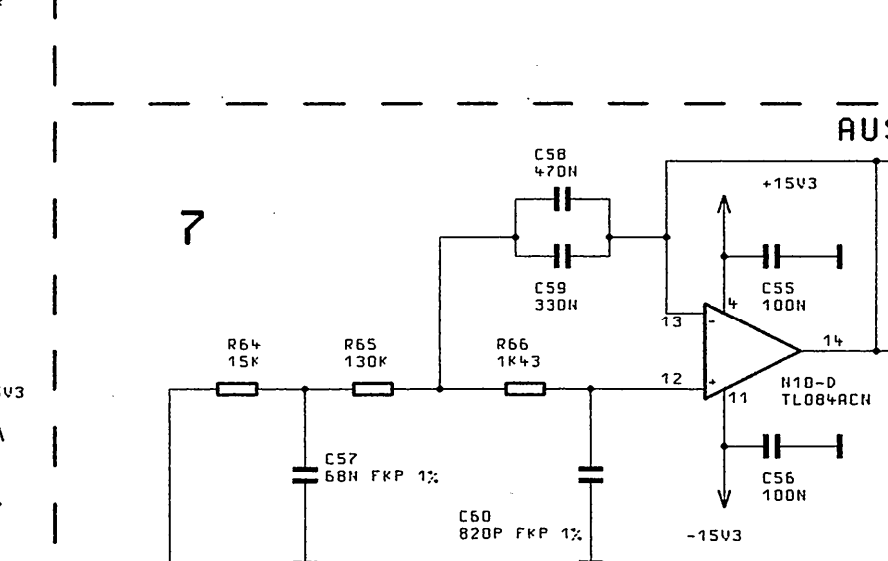 AUS
C58
470N
+15V3
7
C59
330N
C55
100N
4
13
R64
15K
R65
130K
R66
1K43
14
12
N10-D
TL084ACN
11
V3
A
C57
68N FKP 1%
C56
100N
C60
820P FKP 1%
-15V3
-
+